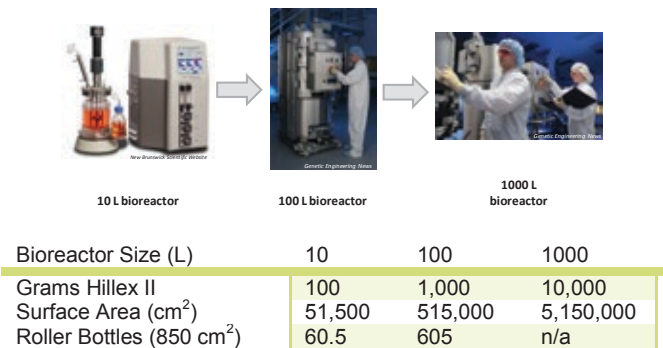 New Brunswick Scientific Website
Genetic Engineering News
Genetic Engineering News
10 L bioreactor
100 L bioreactor
1000 L
bioreactor
Bioreactor Size (L) 10 100 1000
Grams Hillex II 100 1,000 10,000
Surface Area (cm²) 51,500 515,000 5,150,000
Roller Bottles (850 cm²) 60.5 605 n/a